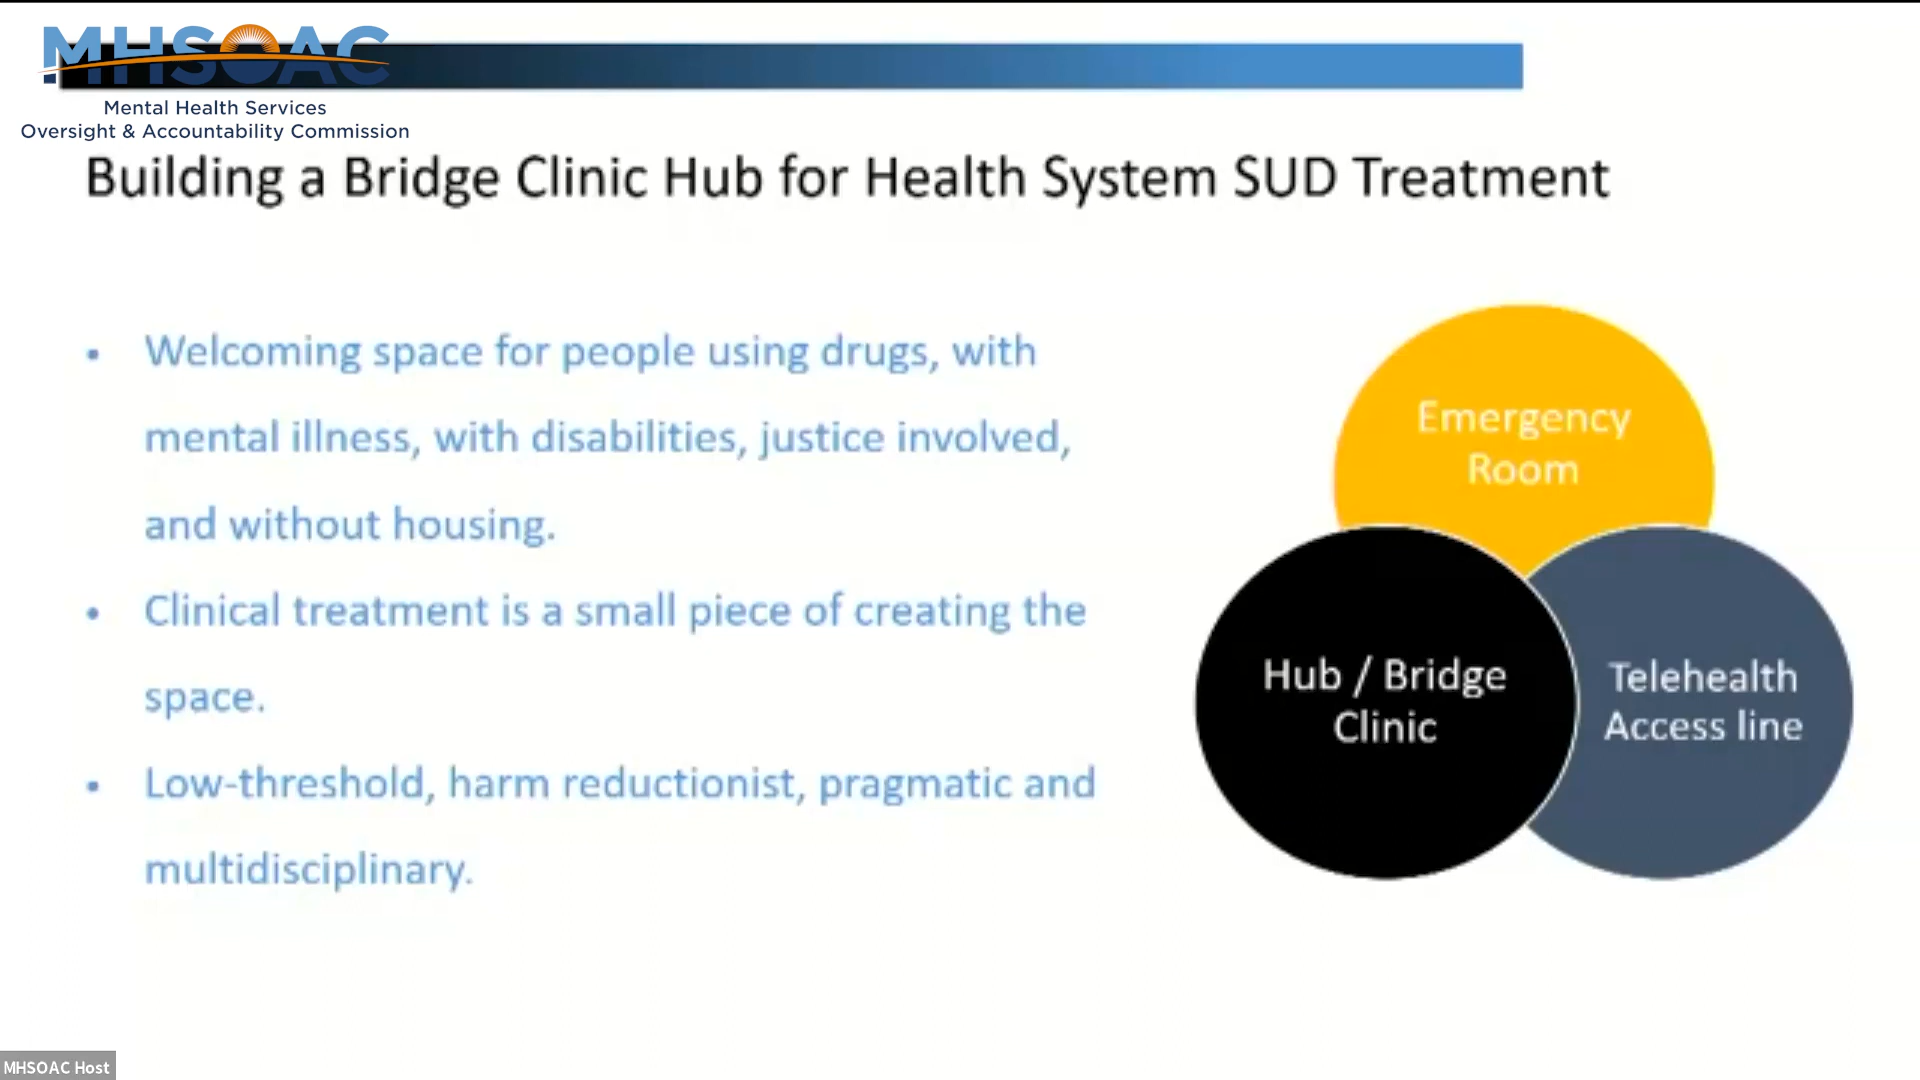 MHSOAC
Mental Health Services
Oversight & Accountability Commission
Building a Bridge Clinic Hub for Health System SUD Treatment
• Welcoming space for people using drugs, with
mental illness, with disabilities, justice involved,
and without housing.
• Clinical treatment is a small piece of creating the
space.
• Low-threshold, harm reductionist, pragmatic and
multidisciplinary.
Emergency
Room
Hub / Bridge
Clinic
Telehealth
Access line
MHSOAC Host